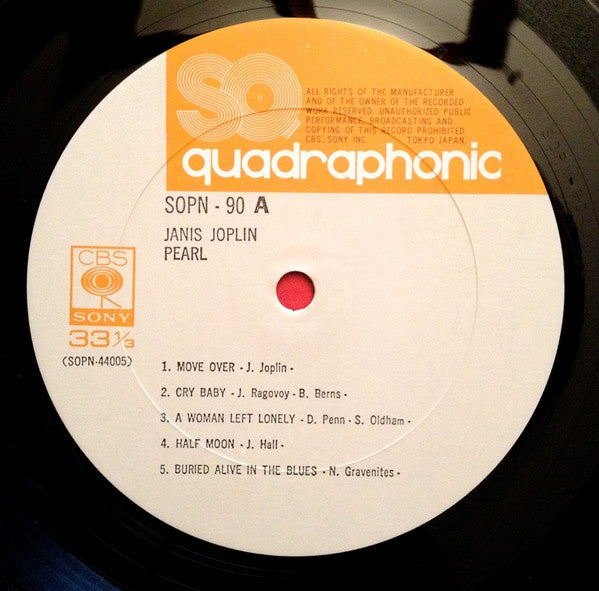 SQ
ALL RIGHTS OF THE MANUFACTURER
AND OF THE OWNER OF THE RECORDED
WORK RESERVED. UNAUTHORIZED PUBLIC
PERFORMANCE, BROADCASTING AND
COPYING OF THIS RECORD PROHIBITED.
CBS/SONY INC. TOKYO JAPAN.
quadraphonic
SOPN - 90 A
JANIS JOPLIN
PEARL
CBS
SONY
33 1/3
(SOPN-44005)
1. MOVE OVER - J. Joplin -
2. CRY BABY - J. Ragovoy - B. Berns -
3. A WOMAN LEFT LONELY - D. Penn - S. Oldham -
4. HALF MOON - J. Hall -
5. BURIED ALIVE IN THE BLUES - N. Gravenites -